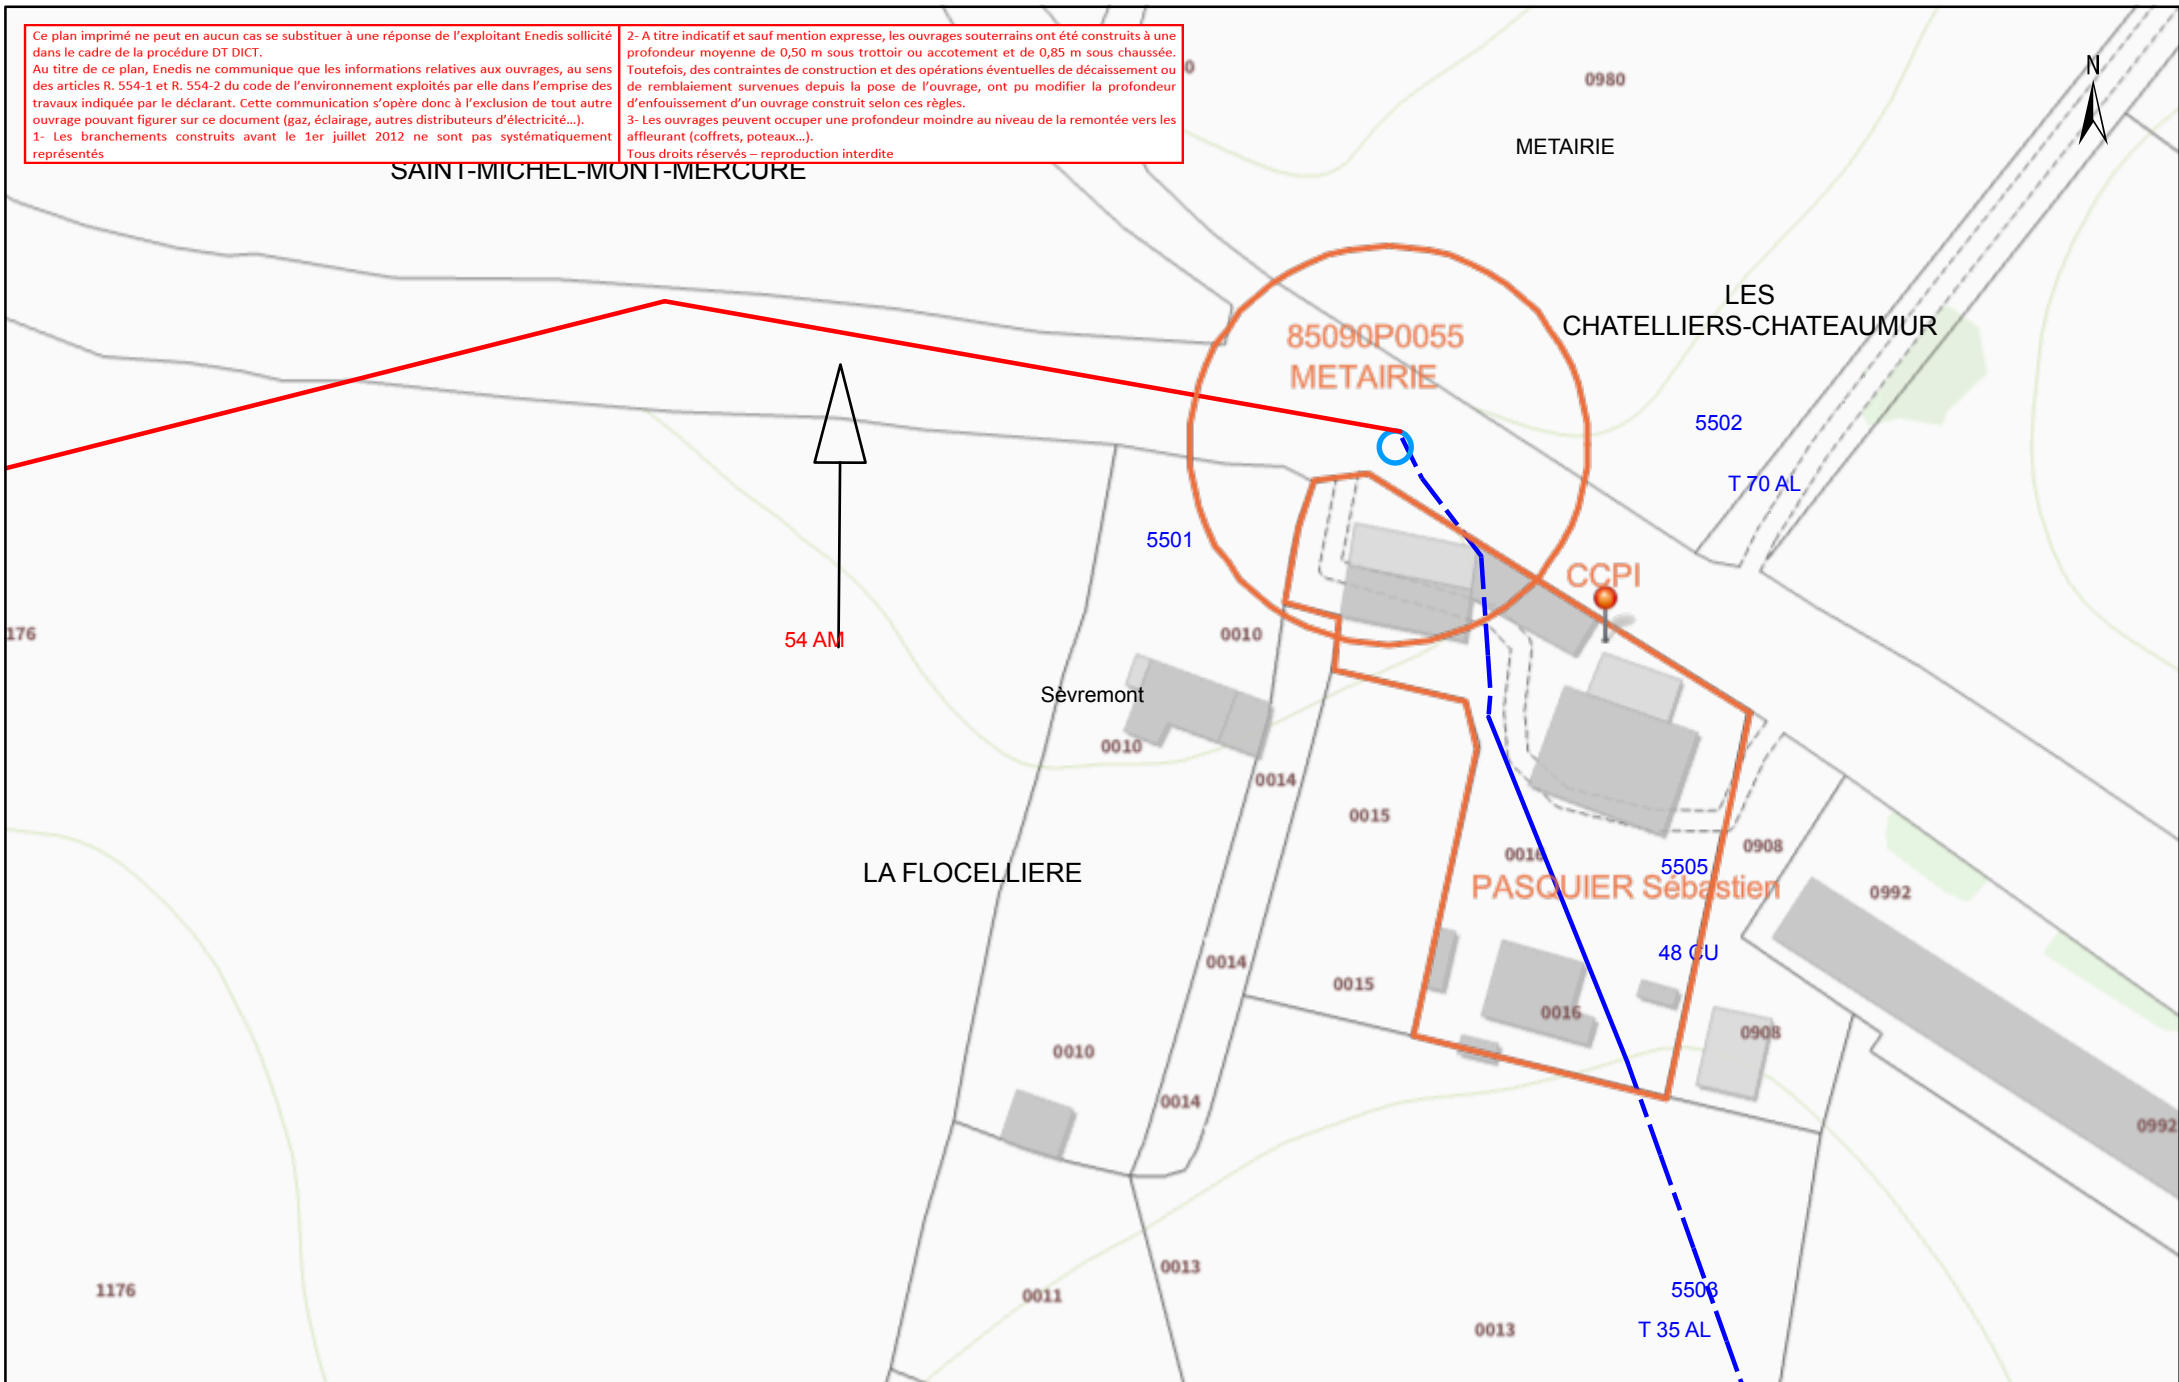 Ce plan imprimé ne peut en aucun cas se substituer à une réponse de l'exploitant Enedis sollicité
dans le cadre de la procédure DT DICT.
Au titre de ce plan, Enedis ne communique que les informations relatives aux ouvrages, au sens
des articles R. 554-1 et R. 554-2 du code de l'environnement exploités par elle dans l'emprise des
travaux indiquée par le déclarant. Cette communication s'opère donc à l'exclusion de tout autre
ouvrage pouvant figurer sur ce document (gaz, éclairage, autres distributeurs d'électricité...).
1- Les branchements construits avant le 1er juillet 2012 ne sont pas systématiquement
représentés
2- A titre indicatif et sauf mention expresse, les ouvrages souterrains ont été construits à une
profondeur moyenne de 0,50 m sous trottoir ou accotement et de 0,85 m sous chaussée.
Toutefois, des contraintes de construction et des opérations éventuelles de décaissement ou
de remblaiement survenues depuis la pose de l'ouvrage, ont pu modifier la profondeur
d'enfouissement d'un ouvrage construit selon ces règles.
3- Les ouvrages peuvent occuper une profondeur moindre au niveau de la remontée vers les
affleurant (coffrets, poteaux...).
Tous droits réservés – reproduction interdite
0
0980
N
METAIRIE
SAINT-MICHEL-MONT-MERCURE
LES
CHATELLIERS-CHATEAUMUR
85090P0055
METAIRIE
5502
T 70 AL
5501
CCPI
176
54 AM
0010
Sèvremont
0010
0014
0015
0016
0908
5505
LA FLOCELLIERE
PASQUIER Sébastien
0992
48 CU
0014
0015
0016
0908
0010
0014
0992
0013
1176
0011
5503
0013
T 35 AL